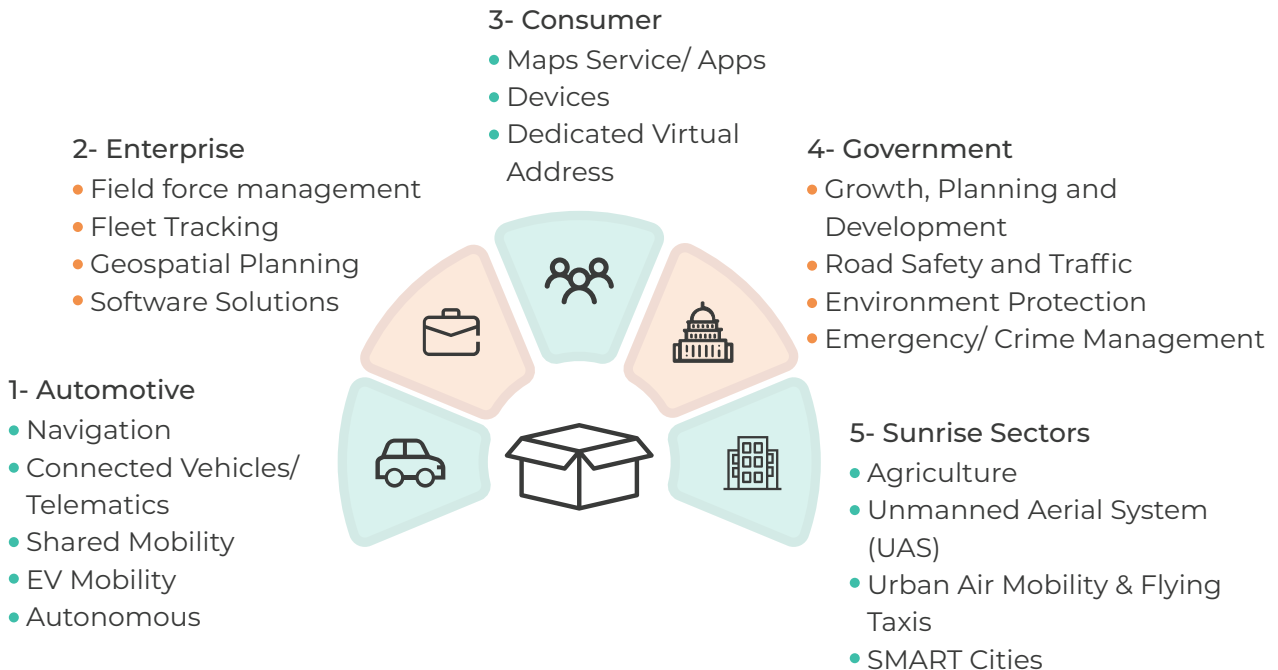 1- Automotive
• Navigation
• Connected Vehicles/
Telematics
• Shared Mobility
• EV Mobility
• Autonomous
2- Enterprise
• Field force management
• Fleet Tracking
• Geospatial Planning
• Software Solutions
3- Consumer
• Maps Service/ Apps
• Devices
• Dedicated Virtual
Address
4- Government
• Growth, Planning and
Development
• Road Safety and Traffic
• Environment Protection
• Emergency/ Crime Management
5- Sunrise Sectors
• Agriculture
• Unmanned Aerial System
(UAS)
• Urban Air Mobility & Flying
Taxis
• SMART Cities